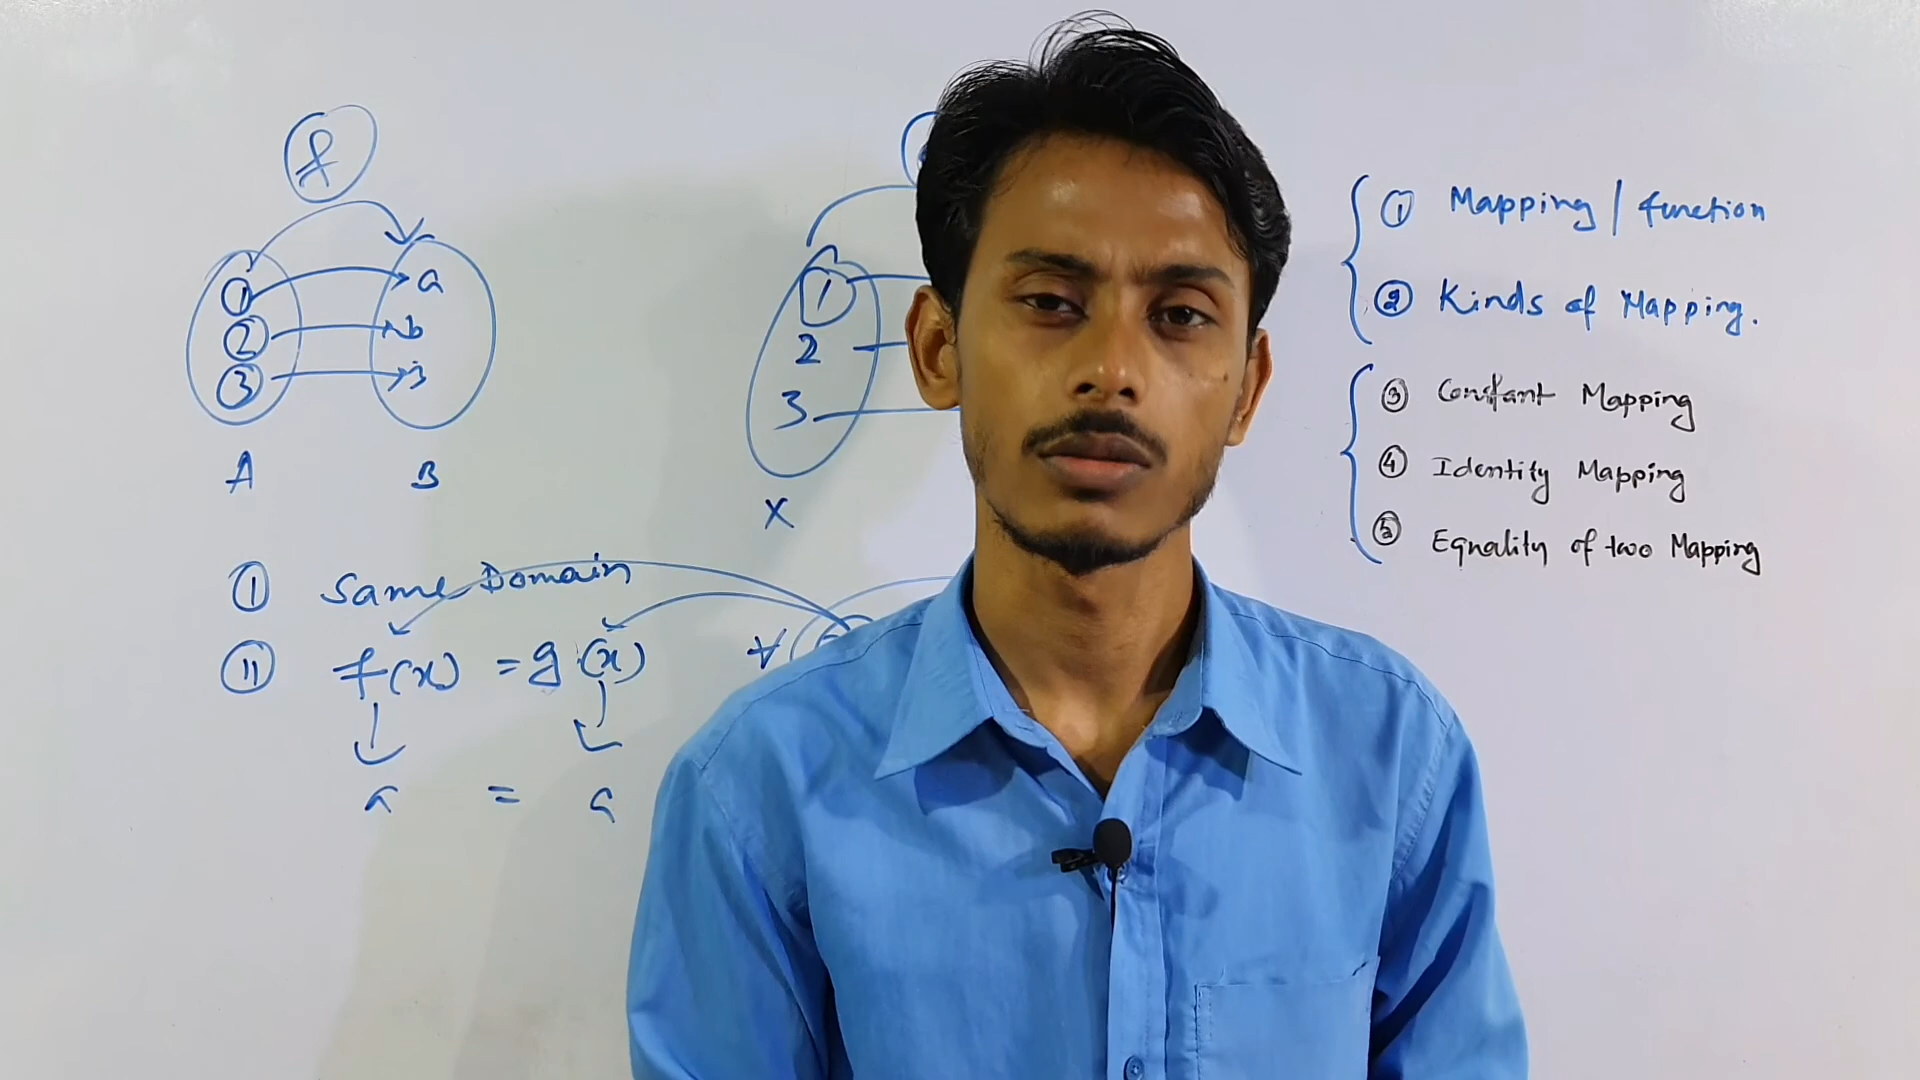 f
1 a
2 b
3
A B
1
2
3
X
① Same Domain
⑪ f(x) = g(x) ∀
a = a
① Mapping / function
② Kinds of Mapping.
③ Constant Mapping
④ Identity Mapping
⑤ Equality of two Mapping